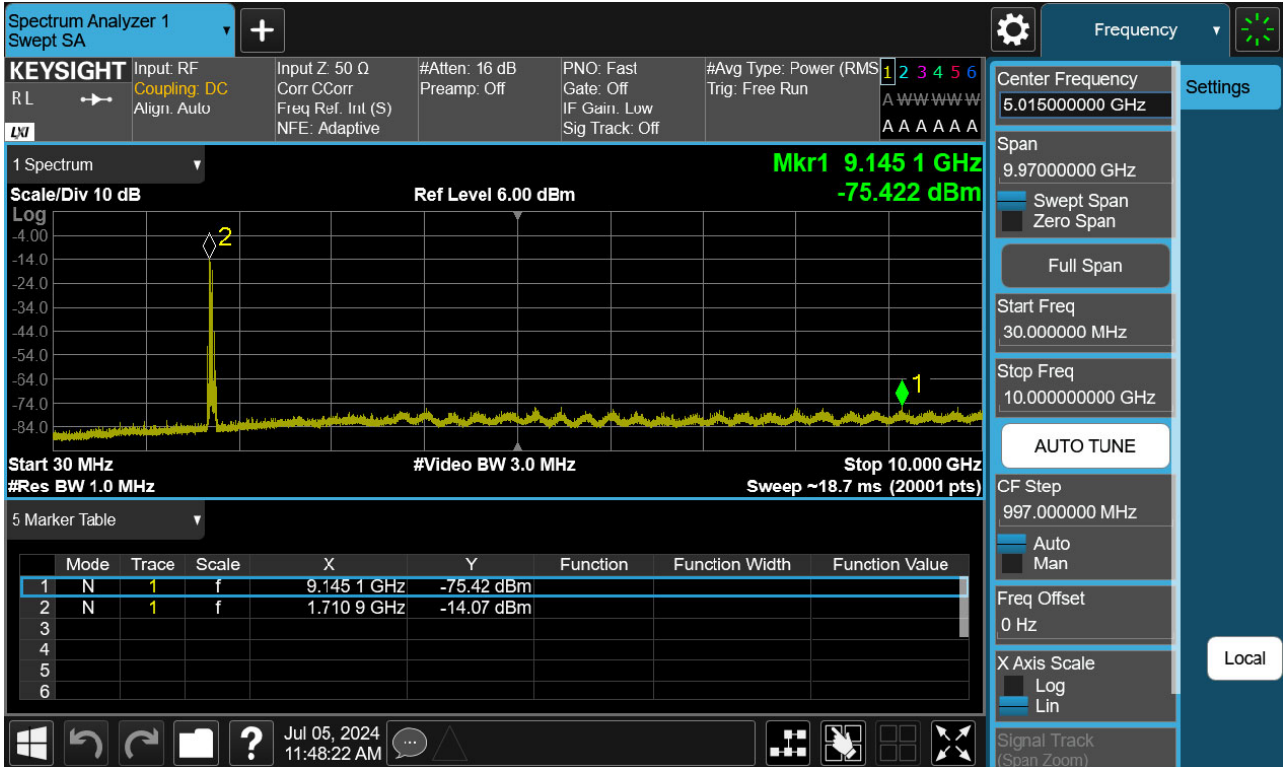 Spectrum Analyzer 1
Swept SA
Frequency
KEYSIGHT
RL
LXI
Input: RF
Coupling: DC
Align: Auto
Input Z: 50 Ω
Corr CCorr
Freq Ref: Int (S)
NFE: Adaptive
#Atten: 16 dB
Preamp: Off
PNO: Fast
Gate: Off
IF Gain: Low
Sig Track: Off
#Avg Type: Power (RMS
Trig: Free Run
1 2 3 4 5 6
A W W W W W
A A A A A A
1 Spectrum
Scale/Div 10 dB
Ref Level 6.00 dBm
Mkr1 9.145 1 GHz
-75.422 dBm
Log
-4.00
-14.0
-24.0
-34.0
-44.0
-54.0
-64.0
-74.0
-84.0
2
1
Start 30 MHz
#Video BW 3.0 MHz
Stop 10.000 GHz
#Res BW 1.0 MHz
Sweep ~18.7 ms (20001 pts)
5 Marker Table
Mode Trace Scale X Y Function Function Width Function Value
1 N 1 f 9.145 1 GHz -75.42 dBm
2 N 1 f 1.710 9 GHz -14.07 dBm
3
4
5
6
Jul 05, 2024
11:48:22 AM
Center Frequency
5.015000000 GHz
Span
9.97000000 GHz
Swept Span
Zero Span
Full Span
Start Freq
30.000000 MHz
Stop Freq
10.000000000 GHz
AUTO TUNE
CF Step
997.000000 MHz
Auto
Man
Freq Offset
0 Hz
X Axis Scale
Log
Lin
Signal Track
(Span Zoom)
Settings
Local